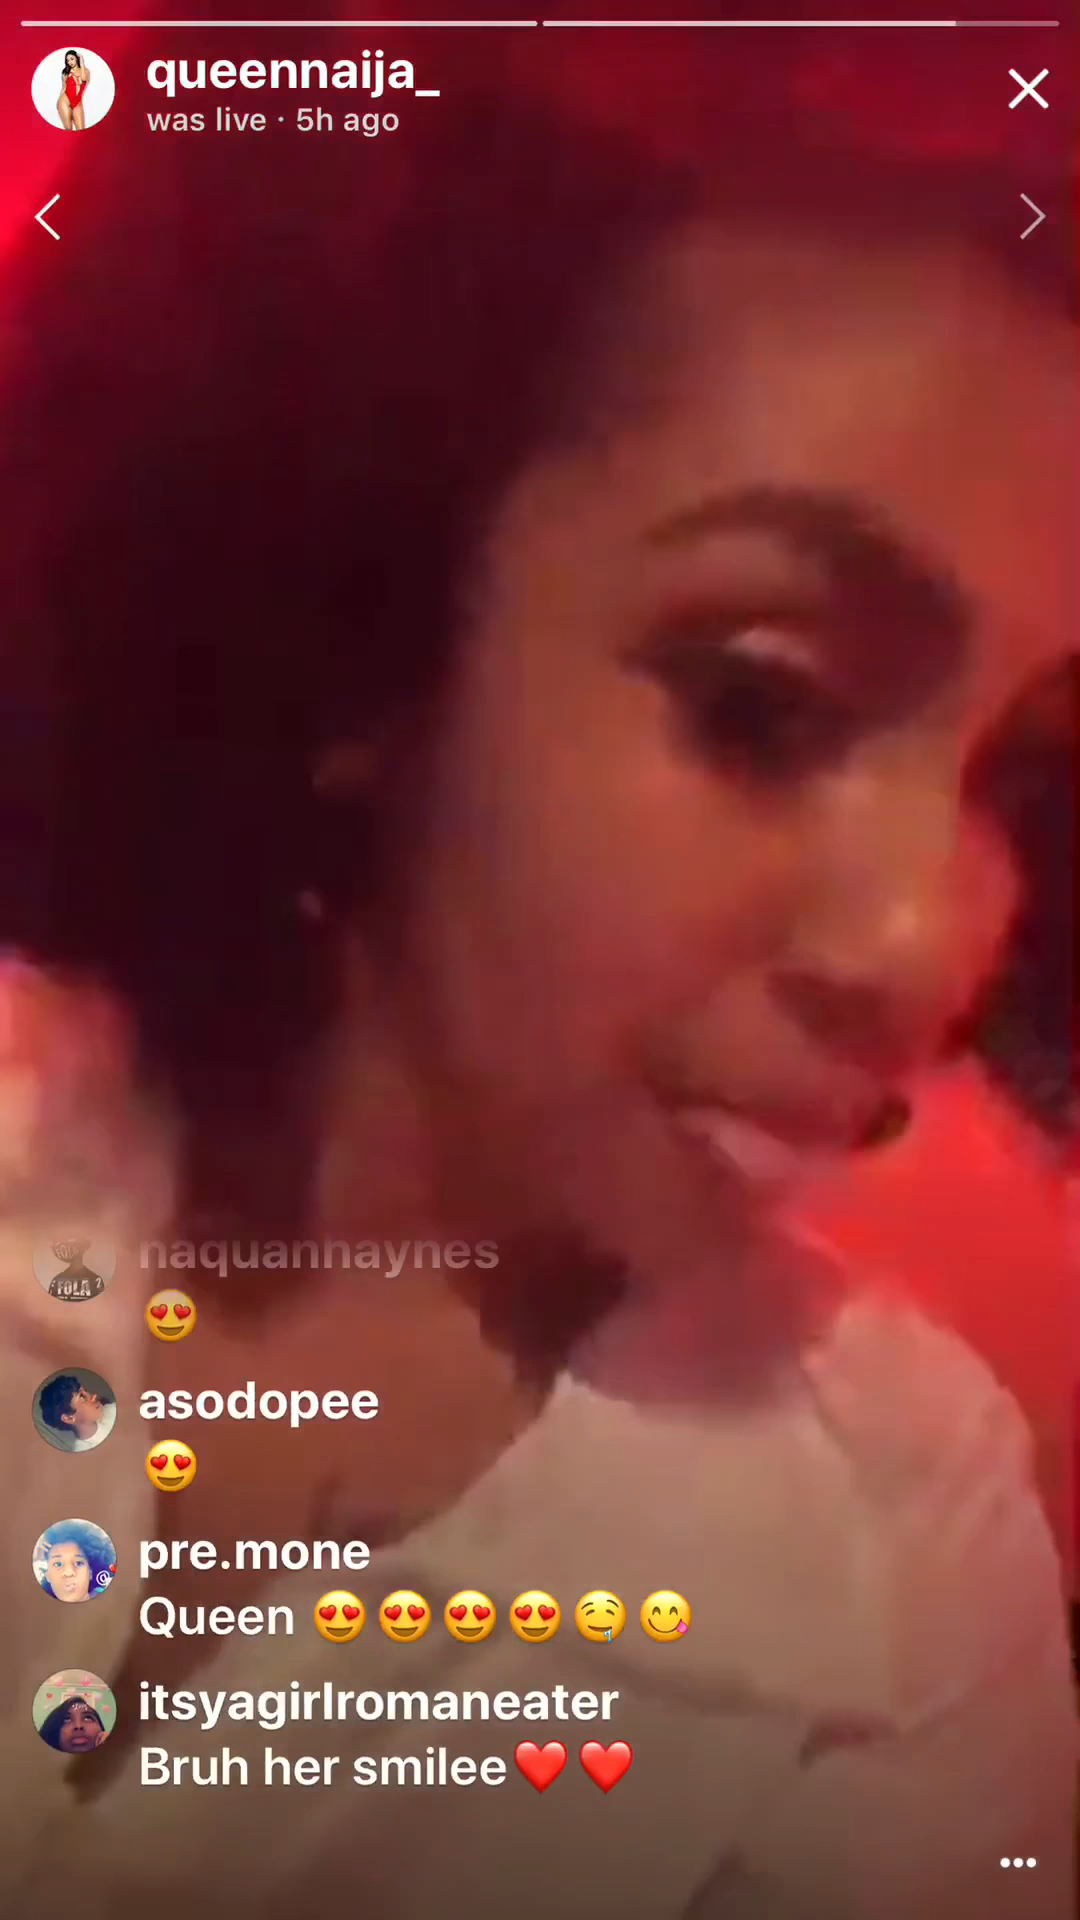 queennaija_
was live · 5h ago
naquanhaynes
😍
asodopee
😍
pre.mone
Queen 😍😍😍😍🤤😋
itsyagirlromaneater
Bruh her smilee❤️❤️